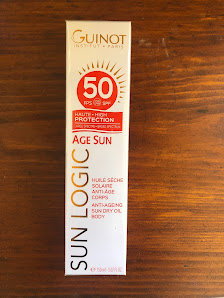 GUINOT
INSTITUT • PARIS
50
FPS SPF
HAUTE • HIGH
PROTECTION
AGE SUN
SUN LOGIC
HUILE SÈCHE
SOLAIRE
ANTI-ÂGE
CORPS
ANTI-AGEING
SUN DRY OIL
BODY